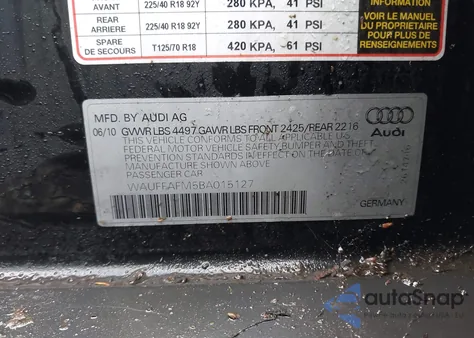 AVANT 225/40 R18 92Y 280 KPA, 41 PSI
REAR
ARRIERE 225/40 R18 92Y 280 KPA, 41 PSI
SPARE
DE SECOURS T125/70 R18 420 KPA, 61 PSI
INFORMATION
VOIR LE MANUEL
DU PROPRIETAIRE
POUR PLUS DE
RENSEIGNEMENTS
MFD. BY AUDI AG
06/10 GVWR LBS 4497 GAWR LBS FRONT 2425/REAR 2216
THIS VEHICLE CONFORMS TO ALL APPLICABLE U.S.
FEDERAL MOTOR VEHICLE SAFETY, BUMPER AND THEFT
PREVENTION STANDARDS IN EFFECT ON THE DATE OF
MANUFACTURE SHOWN ABOVE.
PASSENGER CAR
WAUFFAFM5BA015127
Audi
GERMANY
autoSnap